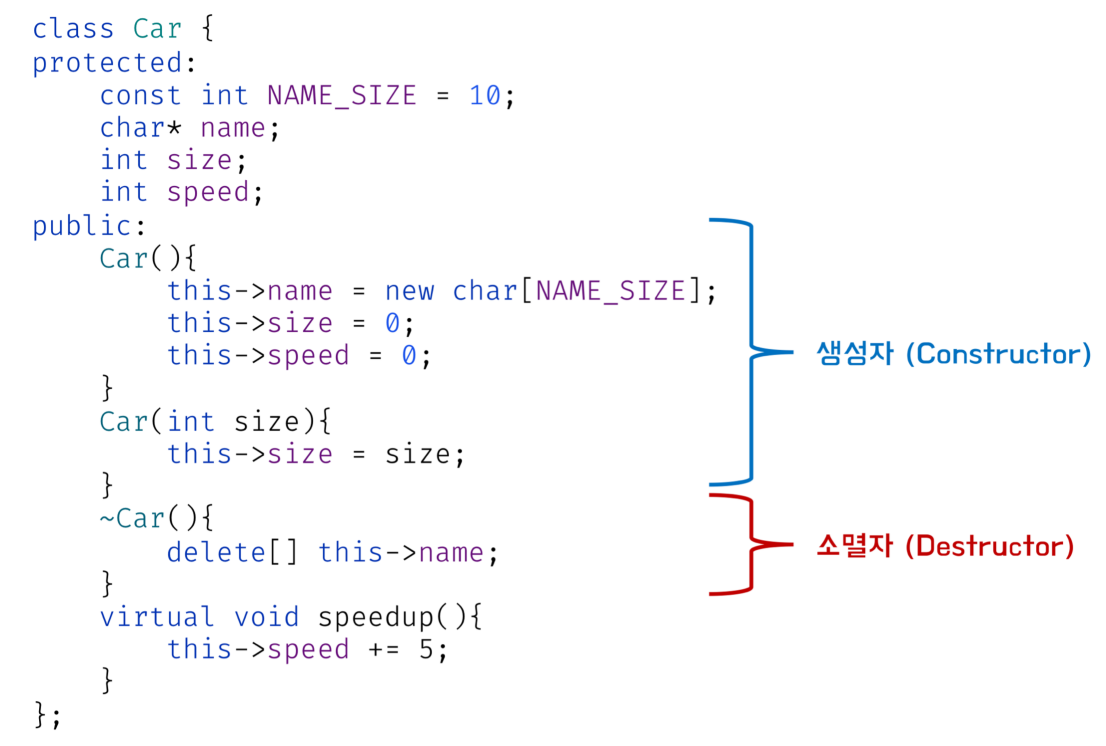 class Car {
protected:
    const int NAME_SIZE = 10;
    char* name;
    int size;
    int speed;
public:
    Car(){
        this->name = new char[NAME_SIZE];
        this->size = 0;
        this->speed = 0;
    }
    Car(int size){
        this->size = size;
    }
    ~Car(){
        delete[] this->name;
    }
    virtual void speedup(){
        this->speed += 5;
    }
};
생성자 (Constructor)
소멸자 (Destructor)